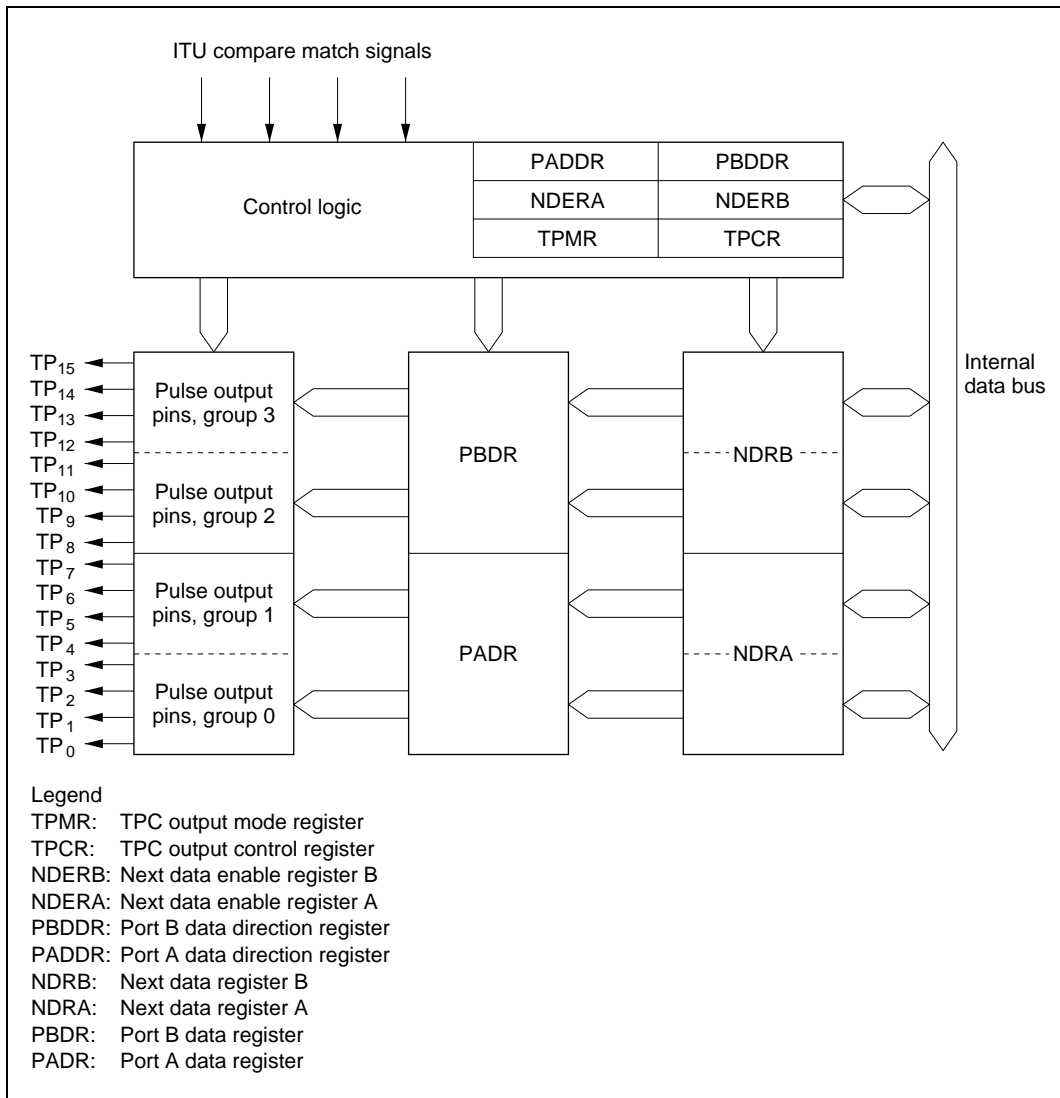 ITU compare match signals
Control logic
PADDR PBDDR
NDERA NDERB
TPMR TPCR
Internal
data bus
TP15
TP14
TP13
TP12
TP11
TP10
TP9
TP8
TP7
TP6
TP5
TP4
TP3
TP2
TP1
TP0
Pulse output
pins, group 3
Pulse output
pins, group 2
Pulse output
pins, group 1
Pulse output
pins, group 0
PBDR
PADR
NDRB
NDRA
Legend
TPMR: TPC output mode register
TPCR: TPC output control register
NDERB: Next data enable register B
NDERA: Next data enable register A
PBDDR: Port B data direction register
PADDR: Port A data direction register
NDRB: Next data register B
NDRA: Next data register A
PBDR: Port B data register
PADR: Port A data register